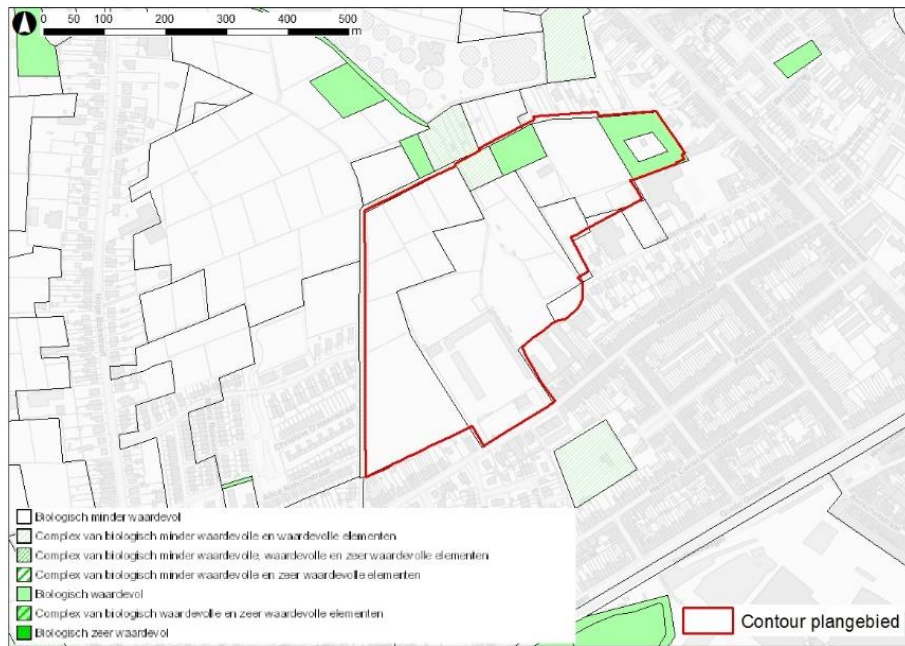 0 50 100 200 300 400 500
m
Biologisch minder waardevol
Complex van biologisch minder waardevolle en waardevolle elementen
Complex van biologisch minder waardevolle, waardevolle en zeer waardevolle elementen
Complex van biologisch minder waardevolle en zeer waardevolle elementen
Biologisch waardevol
Complex van biologisch waardevolle en zeer waardevolle elementen
Biologisch zeer waardevol
Contour plangebied